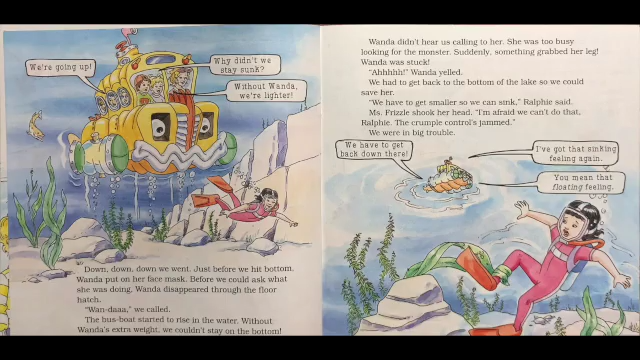 We're going up!
Why didn't we
stay sunk?
Without Wanda,
we're lighter!
Down, down, down we went. Just before we hit bottom.
Wanda put on her face mask. Before we could ask what
she was doing. Wanda disappeared through the floor
hatch.
"Wan-daaa," we called.
The bus-boat started to rise in the water. Without
Wanda's extra weight, we couldn't stay on the bottom!
Wanda didn't hear us calling to her. She was too busy
looking for the monster. Suddenly, something grabbed her leg!
Wanda was stuck!
"Ahhhhh!" Wanda yelled.
We had to get back to the bottom of the lake so we could
save her.
"We have to get smaller so we can sink," Ralphie said.
Ms. Frizzle shook her head. "I'm afraid we can't do that,
Ralphie. The crumple control's jammed."
We were in big trouble.
We have to get
back down there!
I've got that sinking
feeling again.
You mean that
floating feeling.